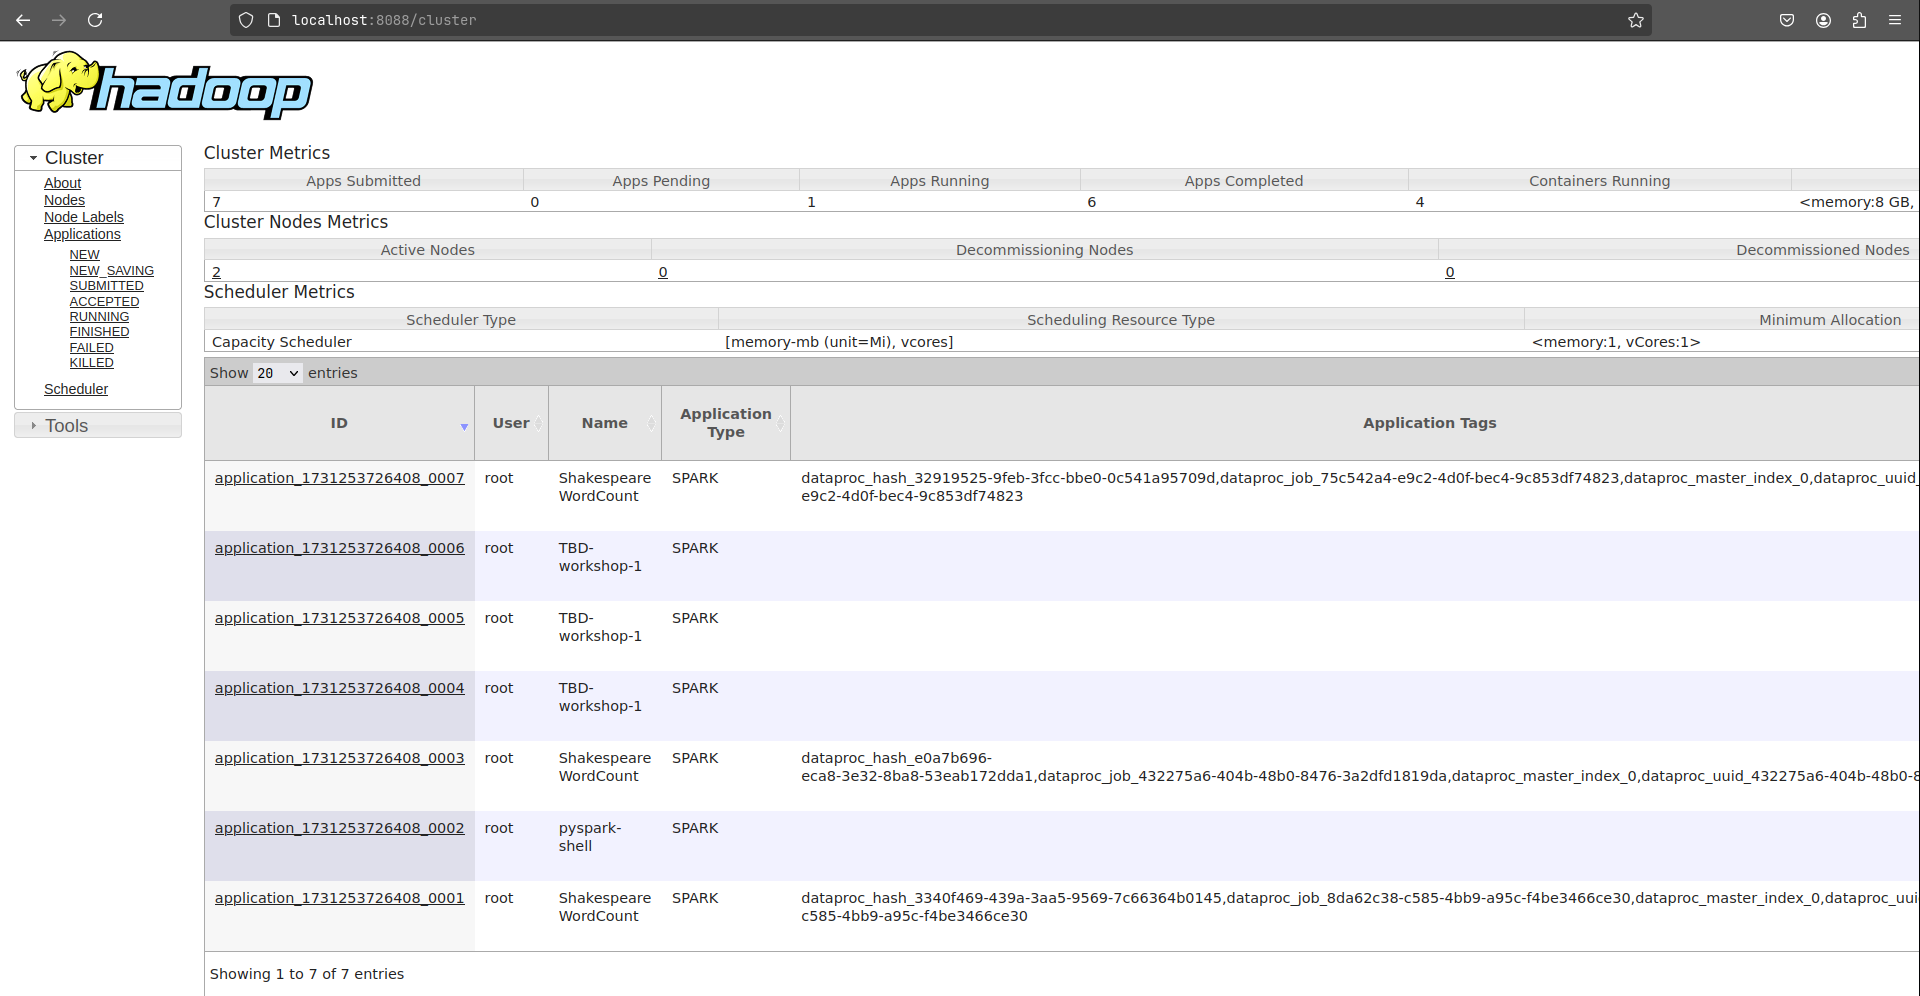 localhost:8088/cluster
hadoop
Cluster
About
Nodes
Node Labels
Applications
NEW
NEW_SAVING
SUBMITTED
ACCEPTED
RUNNING
FINISHED
FAILED
KILLED
Scheduler
Tools
Cluster Metrics
Apps Submitted Apps Pending Apps Running Apps Completed Containers Running
7 0 1 6 4 <memory:8 GB,
Cluster Nodes Metrics
Active Nodes Decommissioning Nodes Decommissioned Nodes
2 0 0
Scheduler Metrics
Scheduler Type Scheduling Resource Type Minimum Allocation
Capacity Scheduler [memory-mb (unit=Mi), vcores] <memory:1, vCores:1>
Show 20 entries
ID User Name Application Type Application Tags
application_1731253726408_0007 root Shakespeare SPARK dataproc_hash_32919525-9feb-3fcc-bbe0-0c541a95709d,dataproc_job_75c542a4-e9c2-4d0f-bec4-9c853df74823,dataproc_master_index_0,dataproc_uuid_
WordCount e9c2-4d0f-bec4-9c853df74823
application_1731253726408_0006 root TBD- SPARK
workshop-1
application_1731253726408_0005 root TBD- SPARK
workshop-1
application_1731253726408_0004 root TBD- SPARK
workshop-1
application_1731253726408_0003 root Shakespeare SPARK dataproc_hash_e0a7b696-
WordCount eca8-3e32-8ba8-53eab172dda1,dataproc_job_432275a6-404b-48b0-8476-3a2dfd1819da,dataproc_master_index_0,dataproc_uuid_432275a6-404b-48b0-8
application_1731253726408_0002 root pyspark- SPARK
shell
application_1731253726408_0001 root Shakespeare SPARK dataproc_hash_3340f469-439a-3aa5-9569-7c66364b0145,dataproc_job_8da62c38-c585-4bb9-a95c-f4be3466ce30,dataproc_master_index_0,dataproc_uui
WordCount c585-4bb9-a95c-f4be3466ce30
Showing 1 to 7 of 7 entries